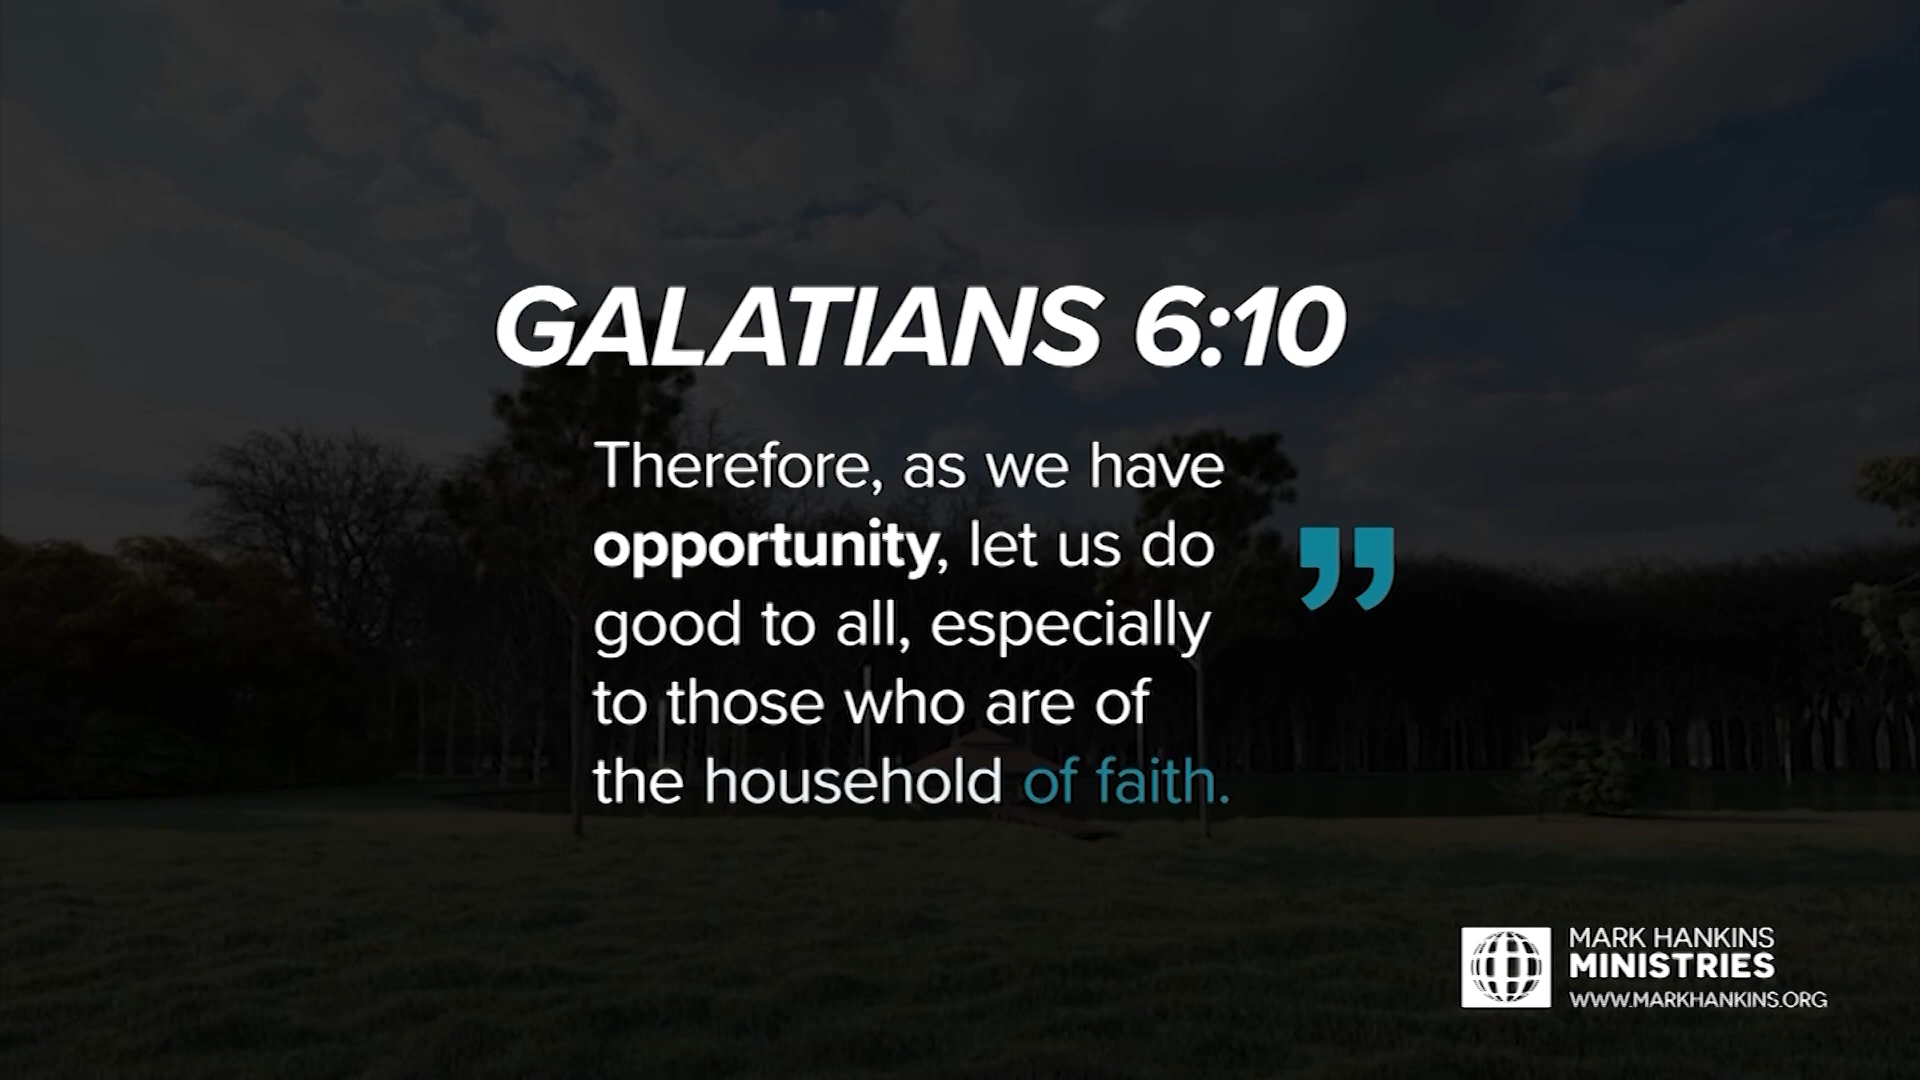 GALATIANS 6:10
Therefore, as we have
opportunity, let us do
good to all, especially
to those who are of
the household of faith.
”
MARK HANKINS
MINISTRIES
WWW.MARKHANKINS.ORG